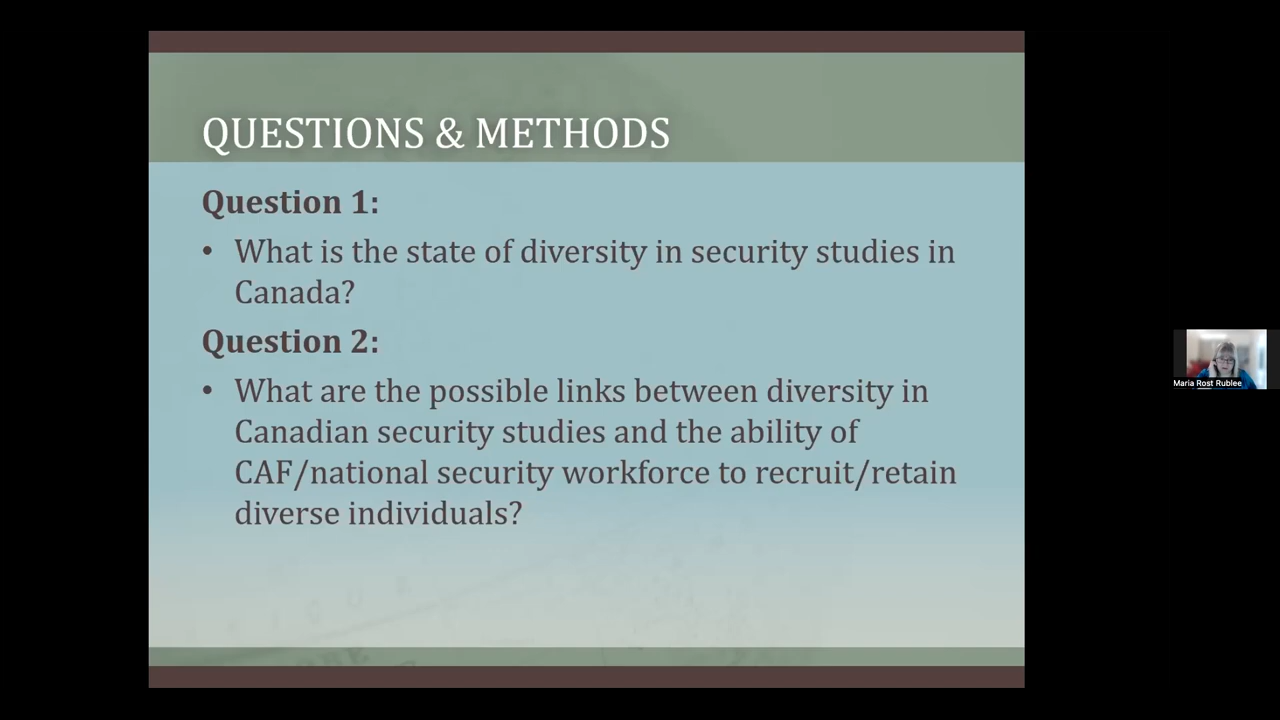 QUESTIONS & METHODS
Question 1:
• What is the state of diversity in security studies in
Canada?
Question 2:
• What are the possible links between diversity in
Canadian security studies and the ability of
CAF/national security workforce to recruit/retain
diverse individuals?
Maria Rost Rublee